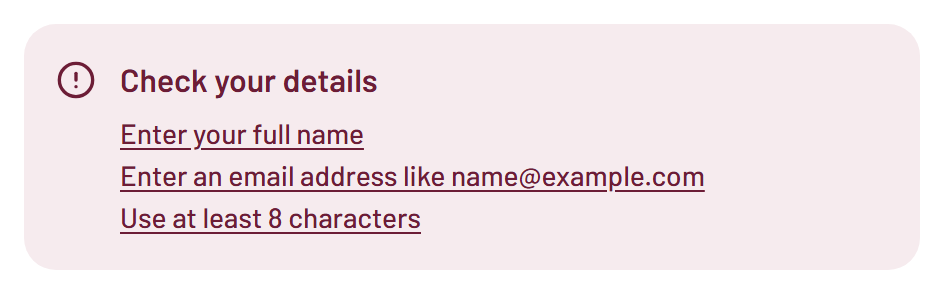 Check your details
Enter your full name
Enter an email address like name@example.com
Use at least 8 characters